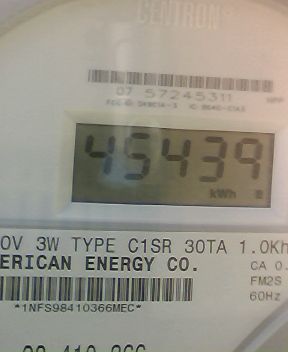 CENTRON
07 57245311
45439
kWh
0V 3W TYPE C1SR 30TA 1.0Kh
ERICAN ENERGY CO.
CA 0.
FM2S
60Hz
*1NFS98410366MEC*